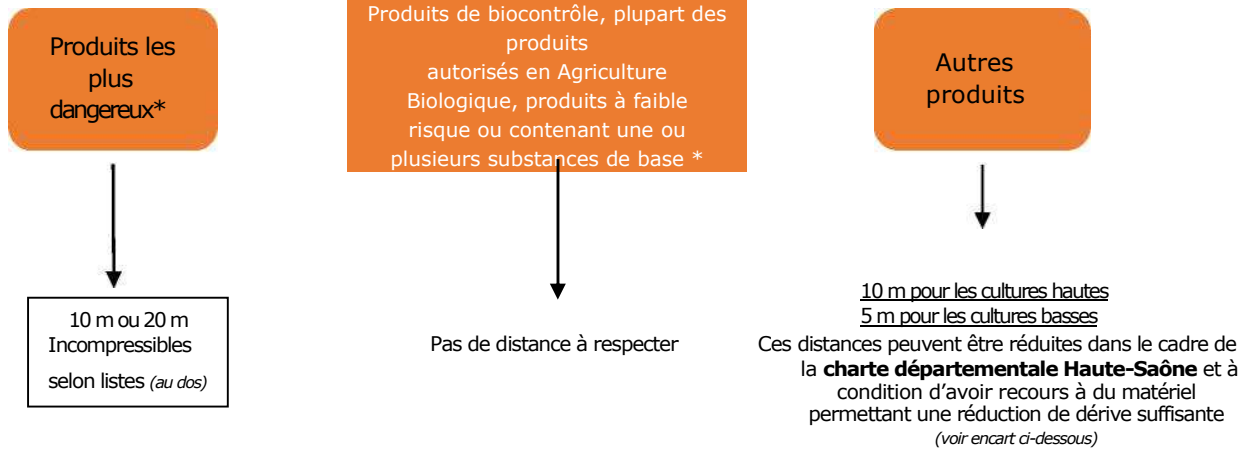 Produits les
plus
dangereux*
10 m ou 20 m
Incompressibles
selon listes (au dos)
Produits de biocontrôle, plupart des
produits
autorisés en Agriculture
Biologique, produits à faible
risque ou contenant une ou
plusieurs substances de base *
Pas de distance à respecter
Autres
produits
10 m pour les cultures hautes
5 m pour les cultures basses
Ces distances peuvent être réduites dans le cadre de
la charte départementale Haute-Saône et à
condition d’avoir recours à du matériel
permettant une réduction de dérive suffisante
(voir encart ci-dessous)